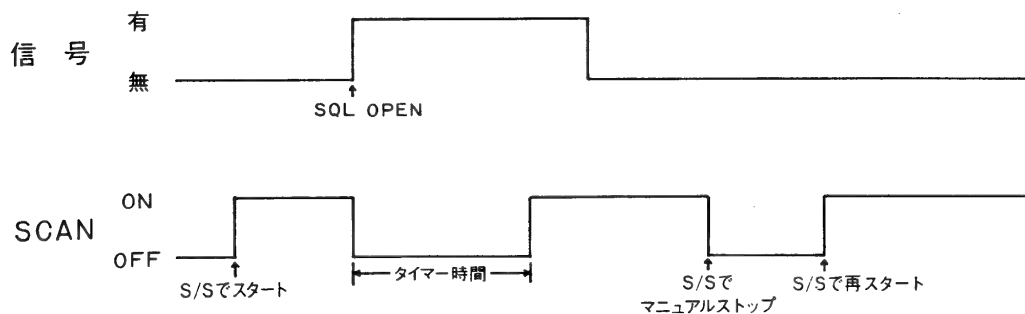 有
信 号
無
SQL OPEN
ON
SCAN
OFF
S/Sでスタート
タイマー時間
S/Sで
マニュアルストップ
S/Sで再スタート